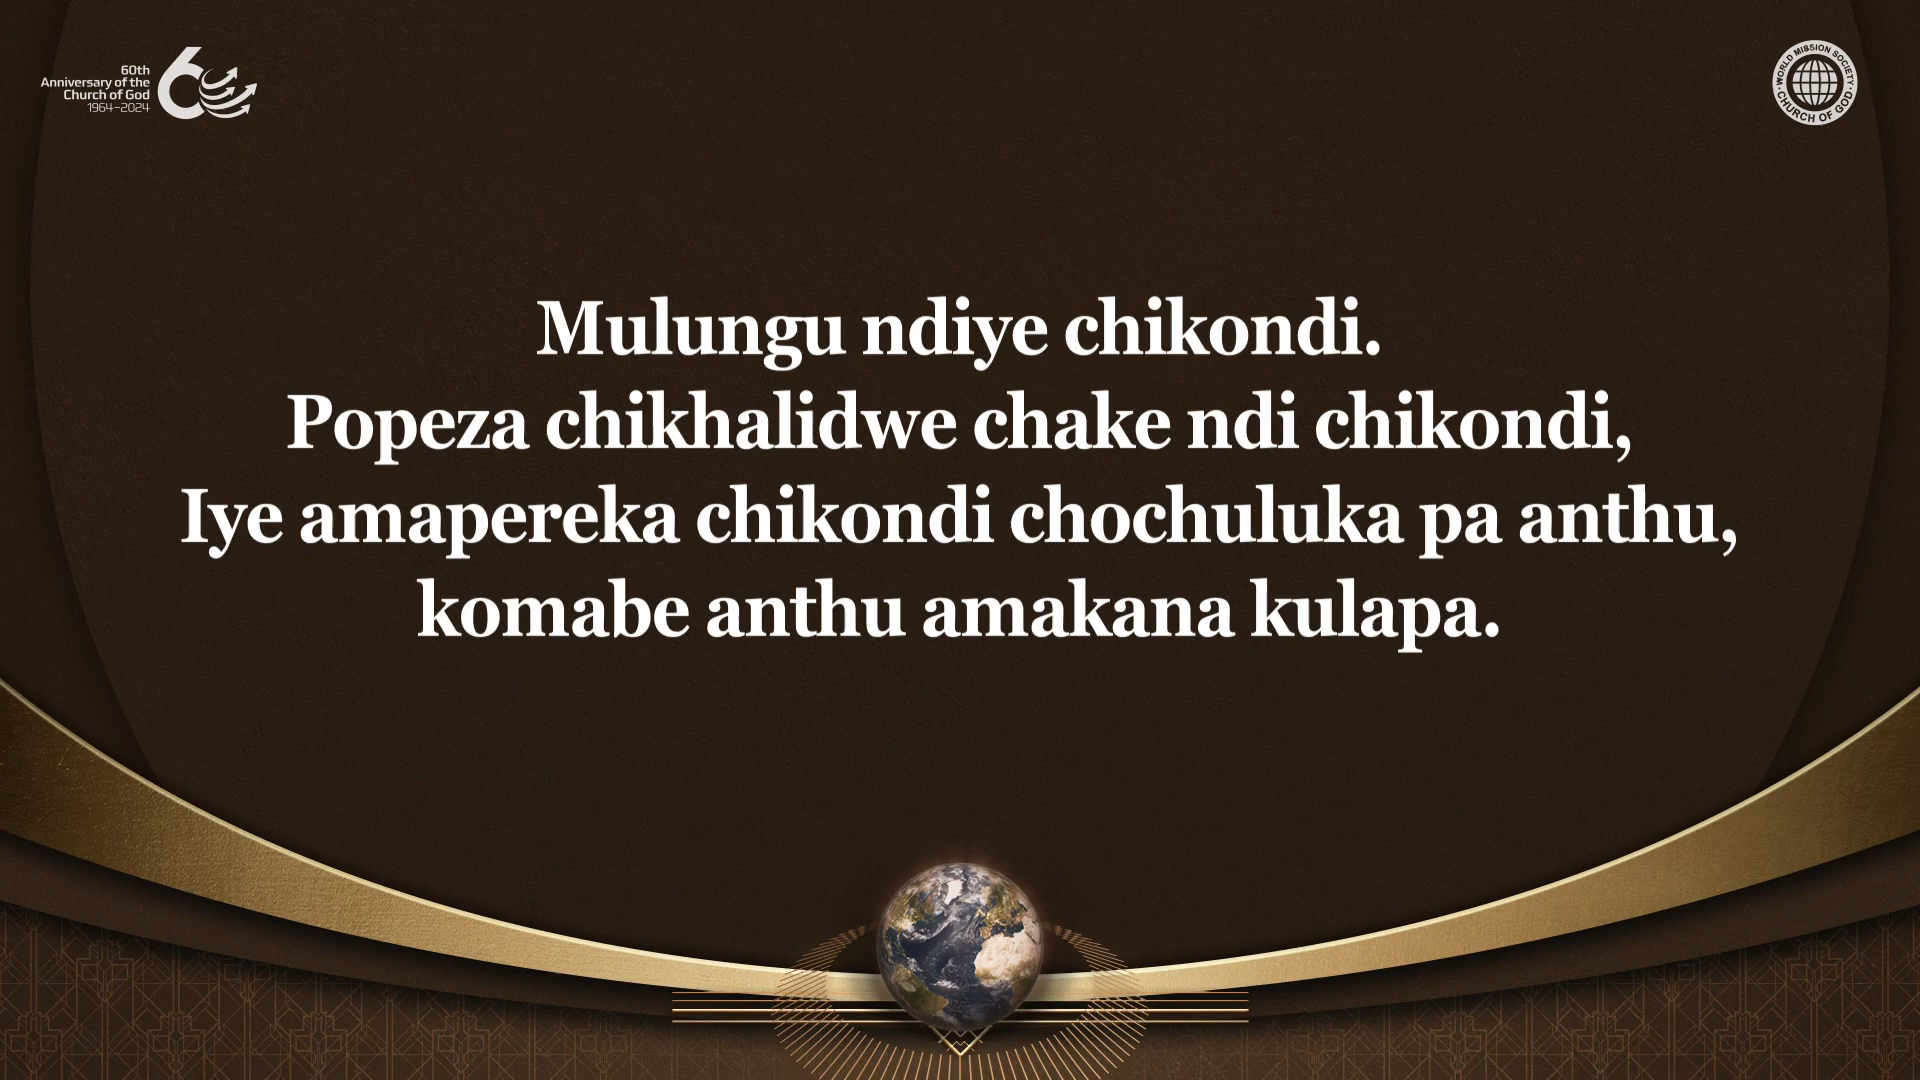 60th
Anniversary of the
Church of God
1964–2024
60
WORLD MISSION SOCIETY
CHURCH OF GOD
Mulungu ndiye chikondi.
Popeza chikhalidwe chake ndi chikondi,
Iye amapereka chikondi chochuluka pa anthu,
komabe anthu amakana kulapa.